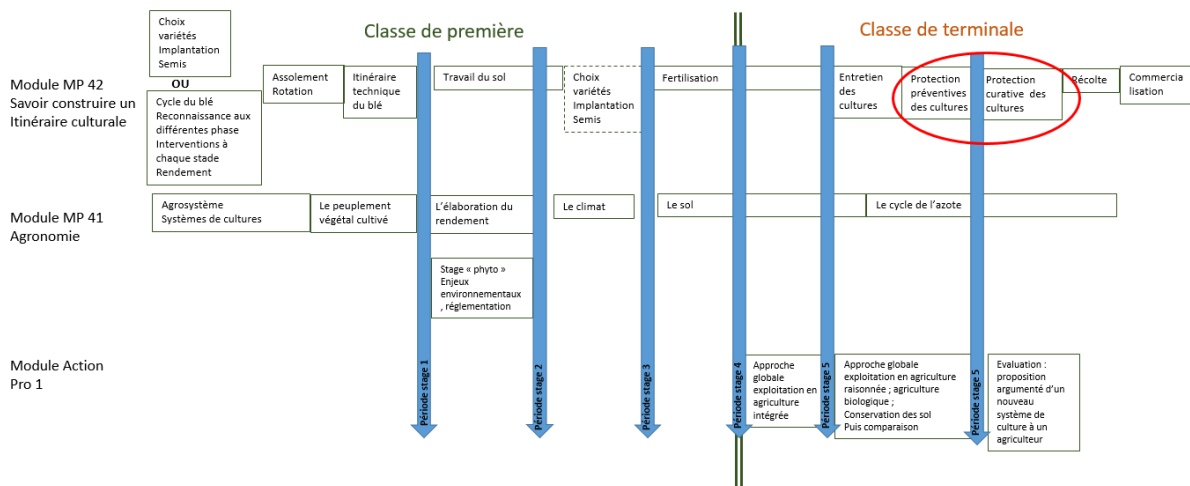 Classe de première
Classe de terminale
Module MP 42
Savoir construire un
Itinéraire culturale
Choix
variétés
Implantation
Semis
OU
Cycle du blé
Reconnaissance aux
différentes phase
Interventions à
chaque stade
Rendement
Assolement
Rotation
Itinéraire
technique
du blé
Travail du sol
Choix
variétés
Implantation
Semis
Fertilisation
Entretien
des
cultures
Protection
préventives
des cultures
Protection
curative des
cultures
Récolte
Commercia
lisation
Module MP 41
Agronomie
Agrosystème
Systèmes de cultures
Le peuplement
végétal cultivé
L'élaboration du
rendement
Le climat
Le sol
Le cycle de l'azote
Stage « phyto »
Enjeux
environnementaux
, réglementation
Module Action
Pro 1
Période stage 1
Période stage 2
Période stage 3
Période stage 4
Approche
globale
exploitation en
agriculture
intégrée
Période stage 5
Approche globale
exploitation en agriculture
raisonnée ; agriculture
biologique ;
Conservation des sol
Puis comparaison
Période stage 5
Evaluation :
proposition
argumenté d'un
nouveau
système de
culture à un
agriculteur